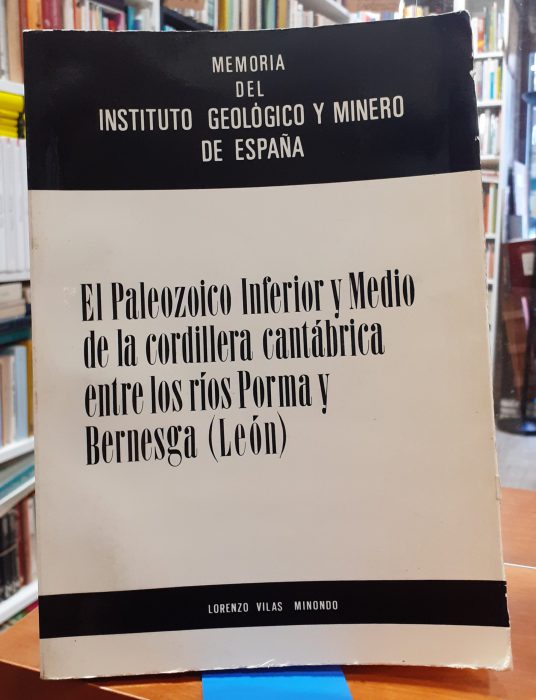 MEMORIA
DEL
INSTITUTO GEOLÓGICO Y MINERO
DE ESPAÑA
El Paleozoico Inferior y Medio
de la cordillera cantábrica
entre los ríos Porma y
Bernesga (León)
LORENZO VILAS MINONDO